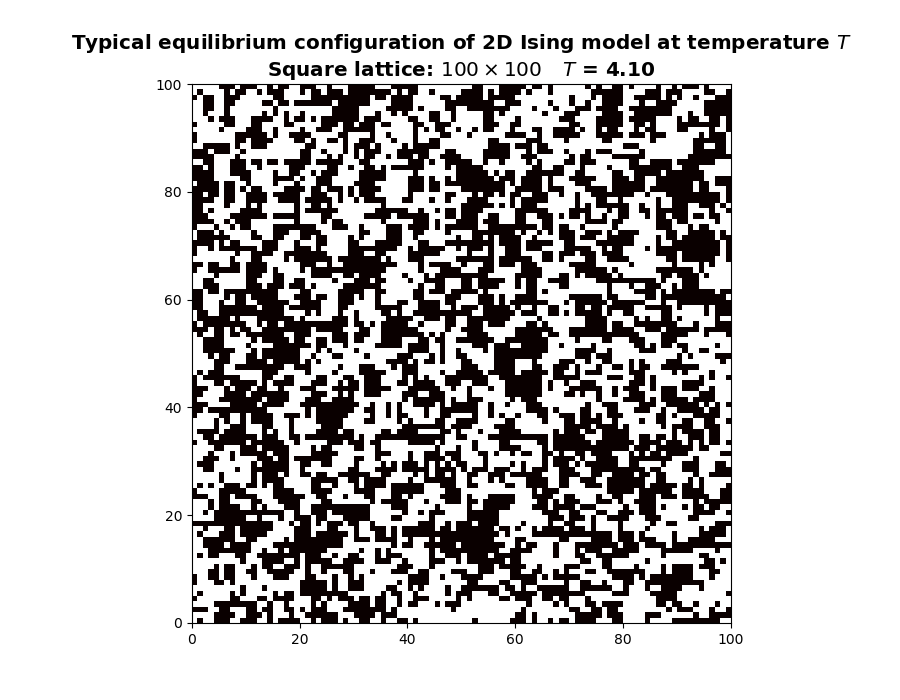 Typical equilibrium configuration of 2D Ising model at temperature T
Square lattice: 100 × 100 T = 4.10
100
80
60
40
20
0
0 20 40 60 80 100